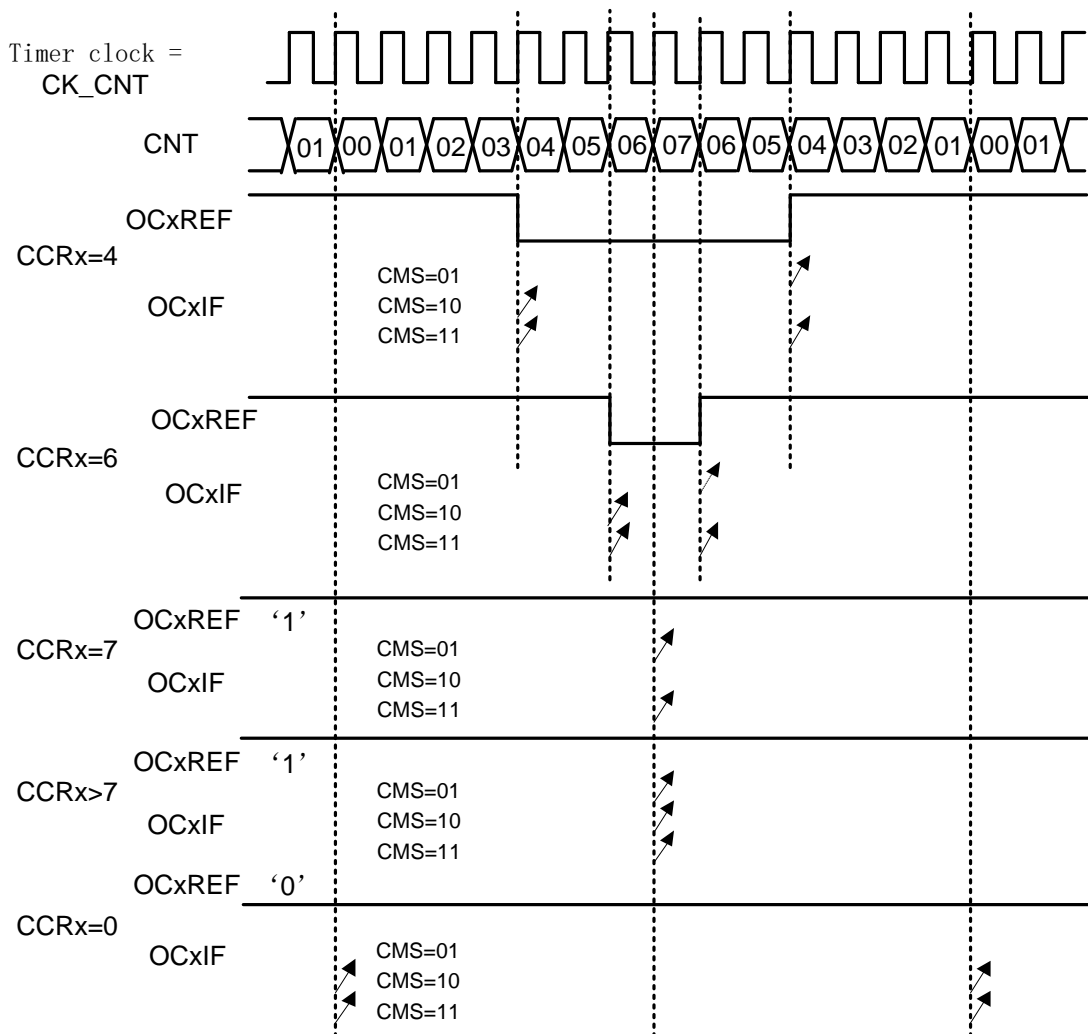 Timer clock =
CK_CNT
CNT 01 00 01 02 03 04 05 06 07 06 05 04 03 02 01 00 01
OCxREF
CCRx=4
OCxIF
CMS=01
CMS=10
CMS=11
OCxREF
CCRx=6
OCxIF
CMS=01
CMS=10
CMS=11
OCxREF ‘1’
CCRx=7
OCxIF
CMS=01
CMS=10
CMS=11
OCxREF ‘1’
CCRx>7
OCxIF
CMS=01
CMS=10
CMS=11
OCxREF ‘0’
CCRx=0
OCxIF
CMS=01
CMS=10
CMS=11